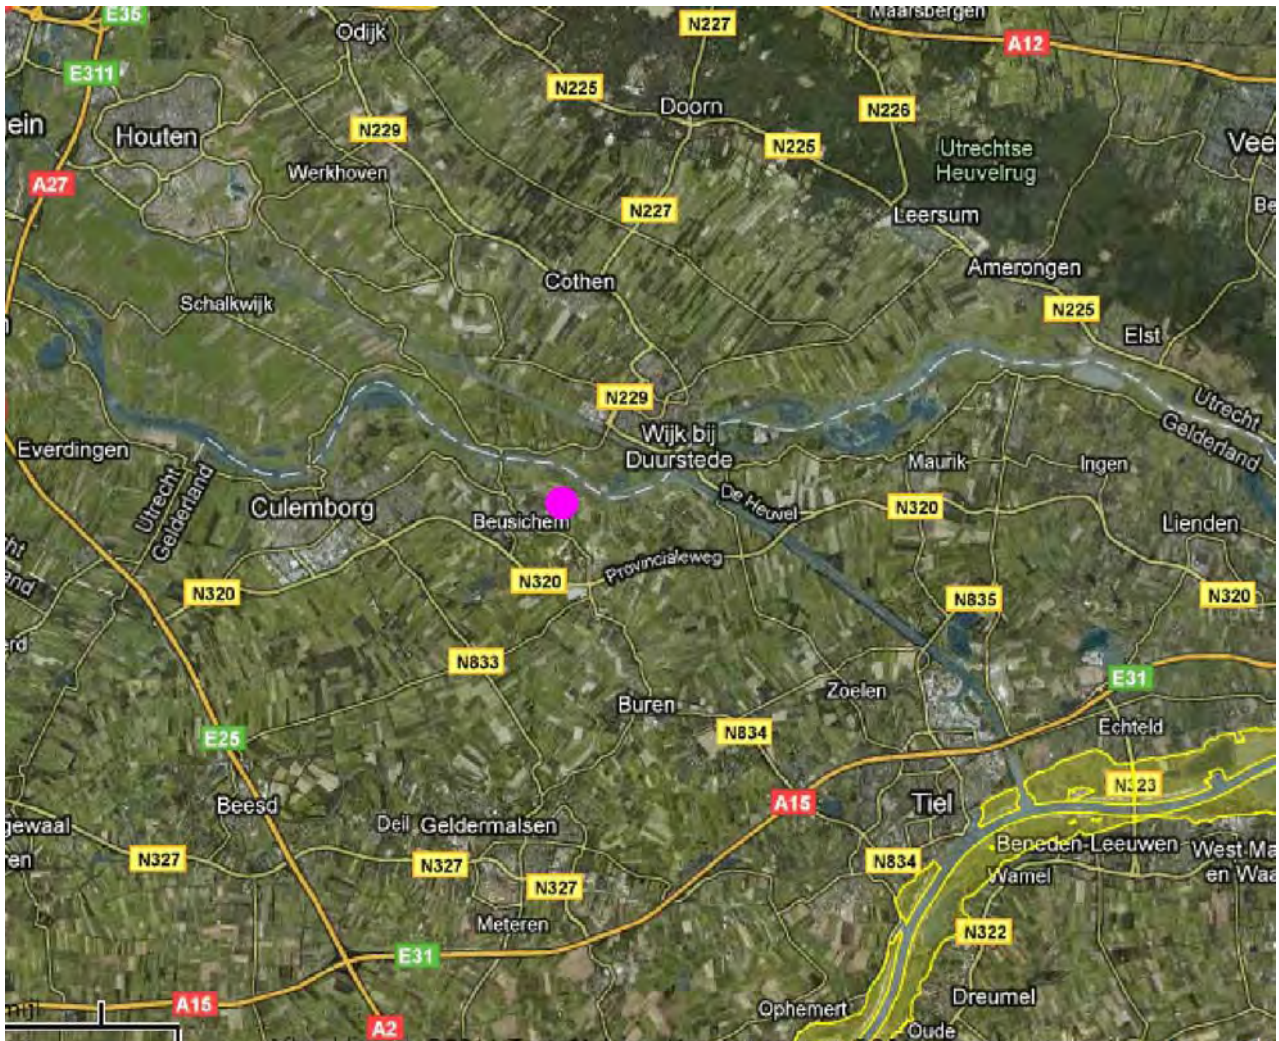 E35
Maarsbergen
N227
Odijk
A12
E311
N225
Doorn
N226
ein
N229
Houten
Vee
N225
Utrechtse
Heuvelrug
Werkhoven
A27
Be
N227
Leersum
Amerongen
Cothen
Schalkwijk
N225
Elst
N229
Utrecht
Gelderland
Wijk bij
Duurstede
Everdingen
Maurik
Ingen
Utrecht
Gelderland
De Heuvel
Culemborg
N320
Beusichem
Lienden
Provincialeweg
N320
N320
N835
N320
erd
N833
E31
Zoelen
Buren
Echteld
N834
E25
N323
A15
Tiel
Beesd
Deil
Geldermalsen
gewaal
Beneden-Leeuwen
West Ma
en Waa
ren
N327
N327
N834
Wamel
N327
Meteren
N322
E31
Dreumel
A15
Ophemert
A2
Oude